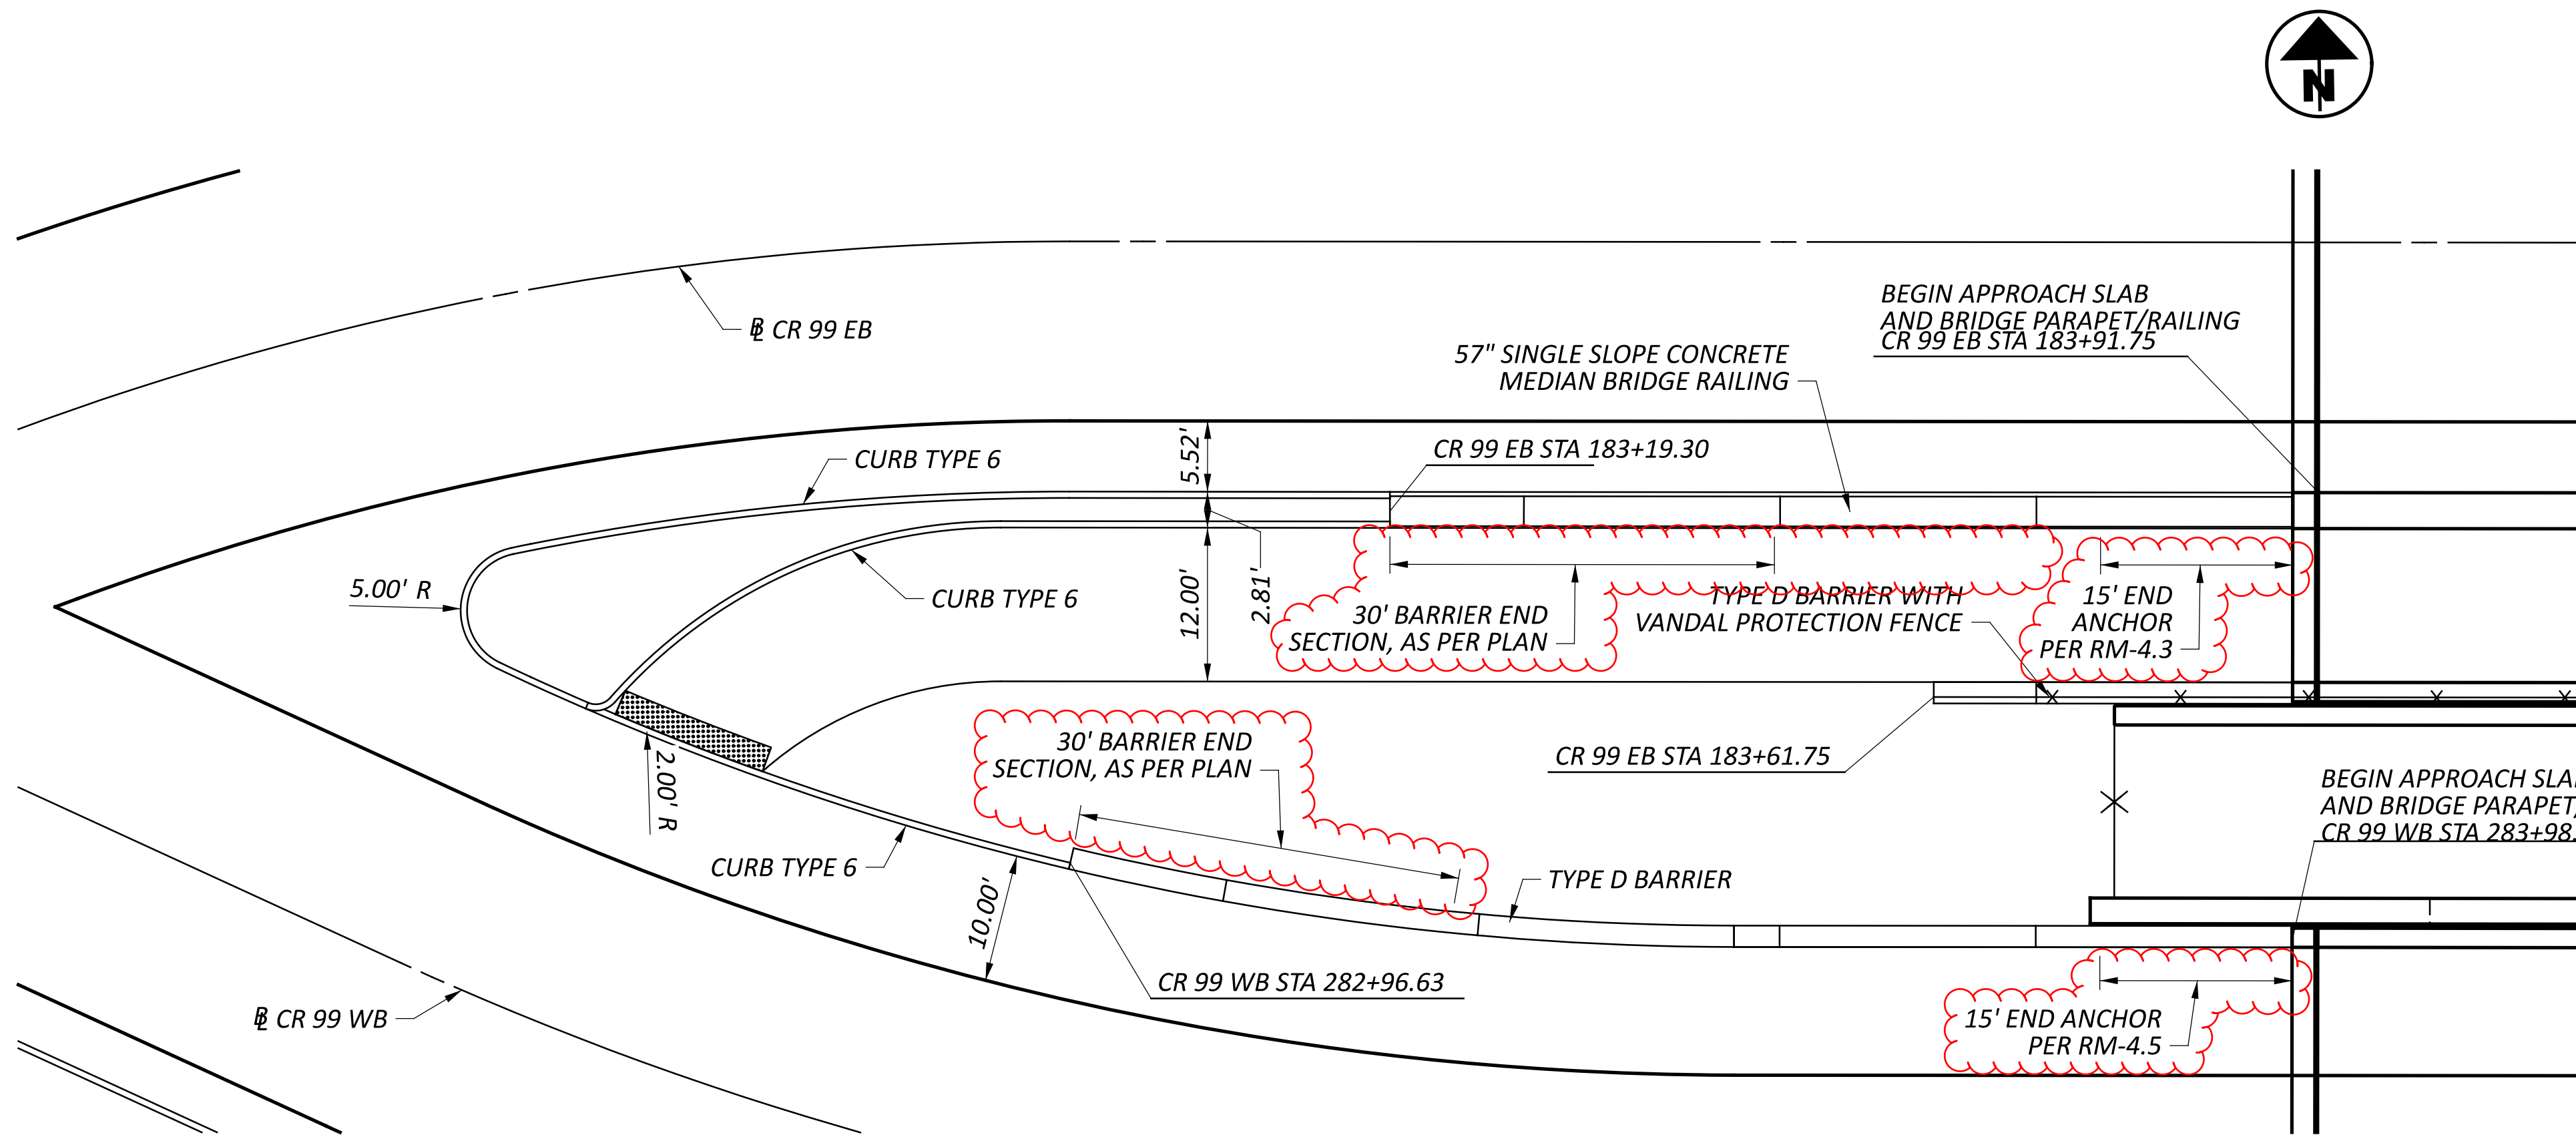 N
BEGIN APPROACH SLAB
AND BRIDGE PARAPET/RAILING
CR 99 EB STA 183+91.75
℄ CR 99 EB
57" SINGLE SLOPE CONCRETE
MEDIAN BRIDGE RAILING
CURB TYPE 6
5.52'
CR 99 EB STA 183+19.30
5.00' R
CURB TYPE 6
12.00'
2.81'
30' BARRIER END
SECTION, AS PER PLAN
TYPE D BARRIER WITH
VANDAL PROTECTION FENCE
15' END
ANCHOR
PER RM-4.3
30' BARRIER END
SECTION, AS PER PLAN
CR 99 EB STA 183+61.75
2.00' R
BEGIN APPROACH SLA
AND BRIDGE PARAPET/
CR 99 WB STA 283+98.
CURB TYPE 6
10.00'
TYPE D BARRIER
CR 99 WB STA 282+96.63
℄ CR 99 WB
15' END ANCHOR
PER RM-4.5